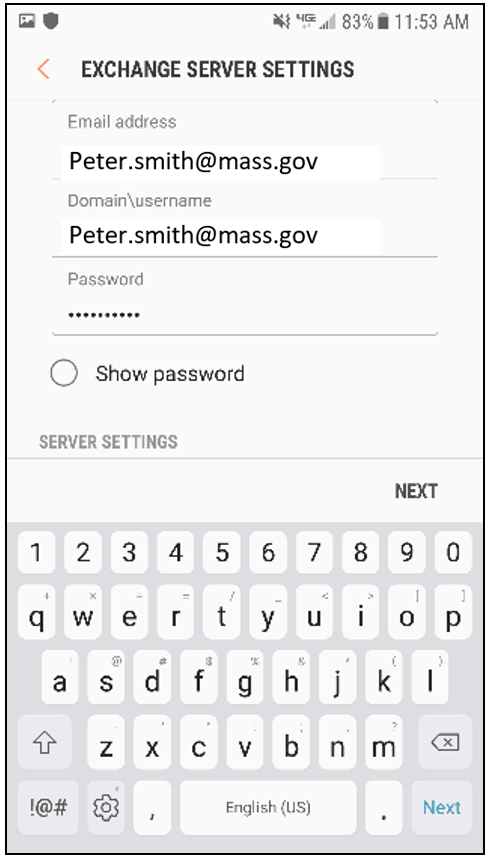 4GE 83% 11:53 AM
EXCHANGE SERVER SETTINGS
Email address
Peter.smith@mass.gov
Domain\username
Peter.smith@mass.gov
Password
••••••••••
Show password
SERVER SETTINGS
NEXT
1 2 3 4 5 6 7 8 9 0
q w e r t y u i o p
a s d f g h j k l
z x c v b n m
!@# , English (US) . Next